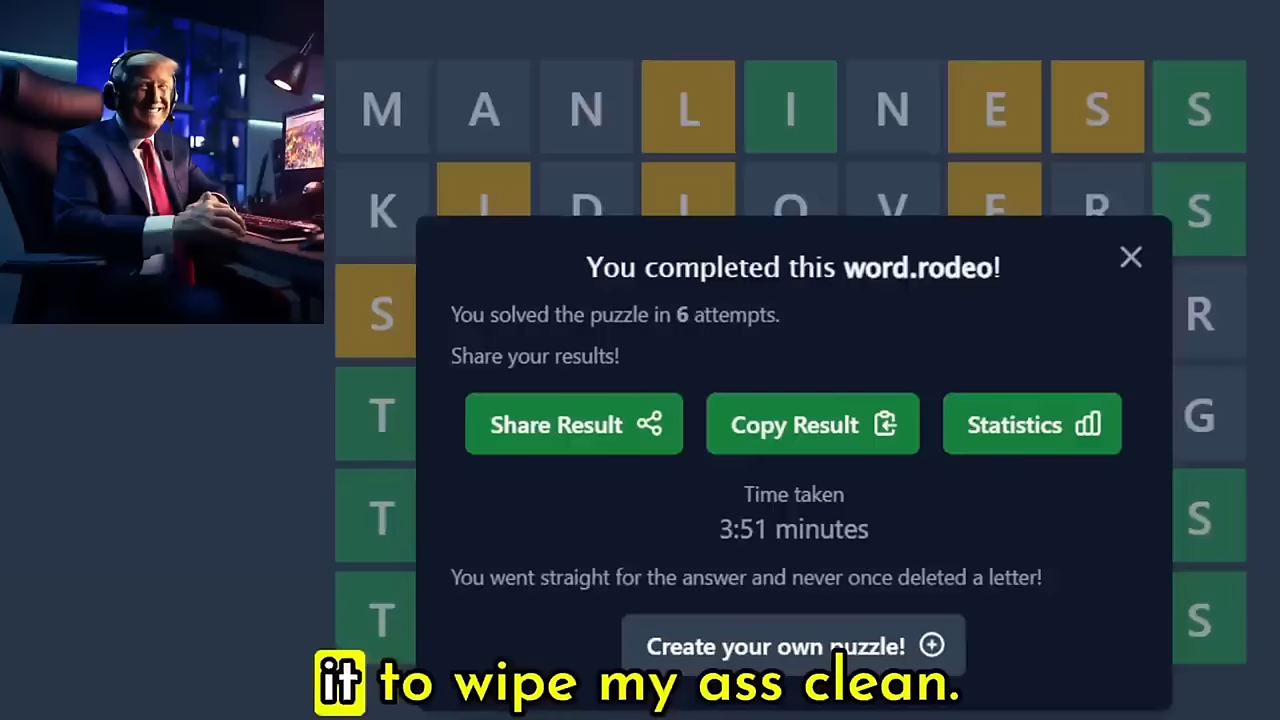 M A N L I N E S S
K I D L O V E R S
S R
T G
T S
T S
You completed this word.rodeo!
You solved the puzzle in 6 attempts.
Share your results!
Share Result
Copy Result
Statistics
Time taken
3:51 minutes
You went straight for the answer and never once deleted a letter!
Create your own puzzle!
it to wipe my ass clean.